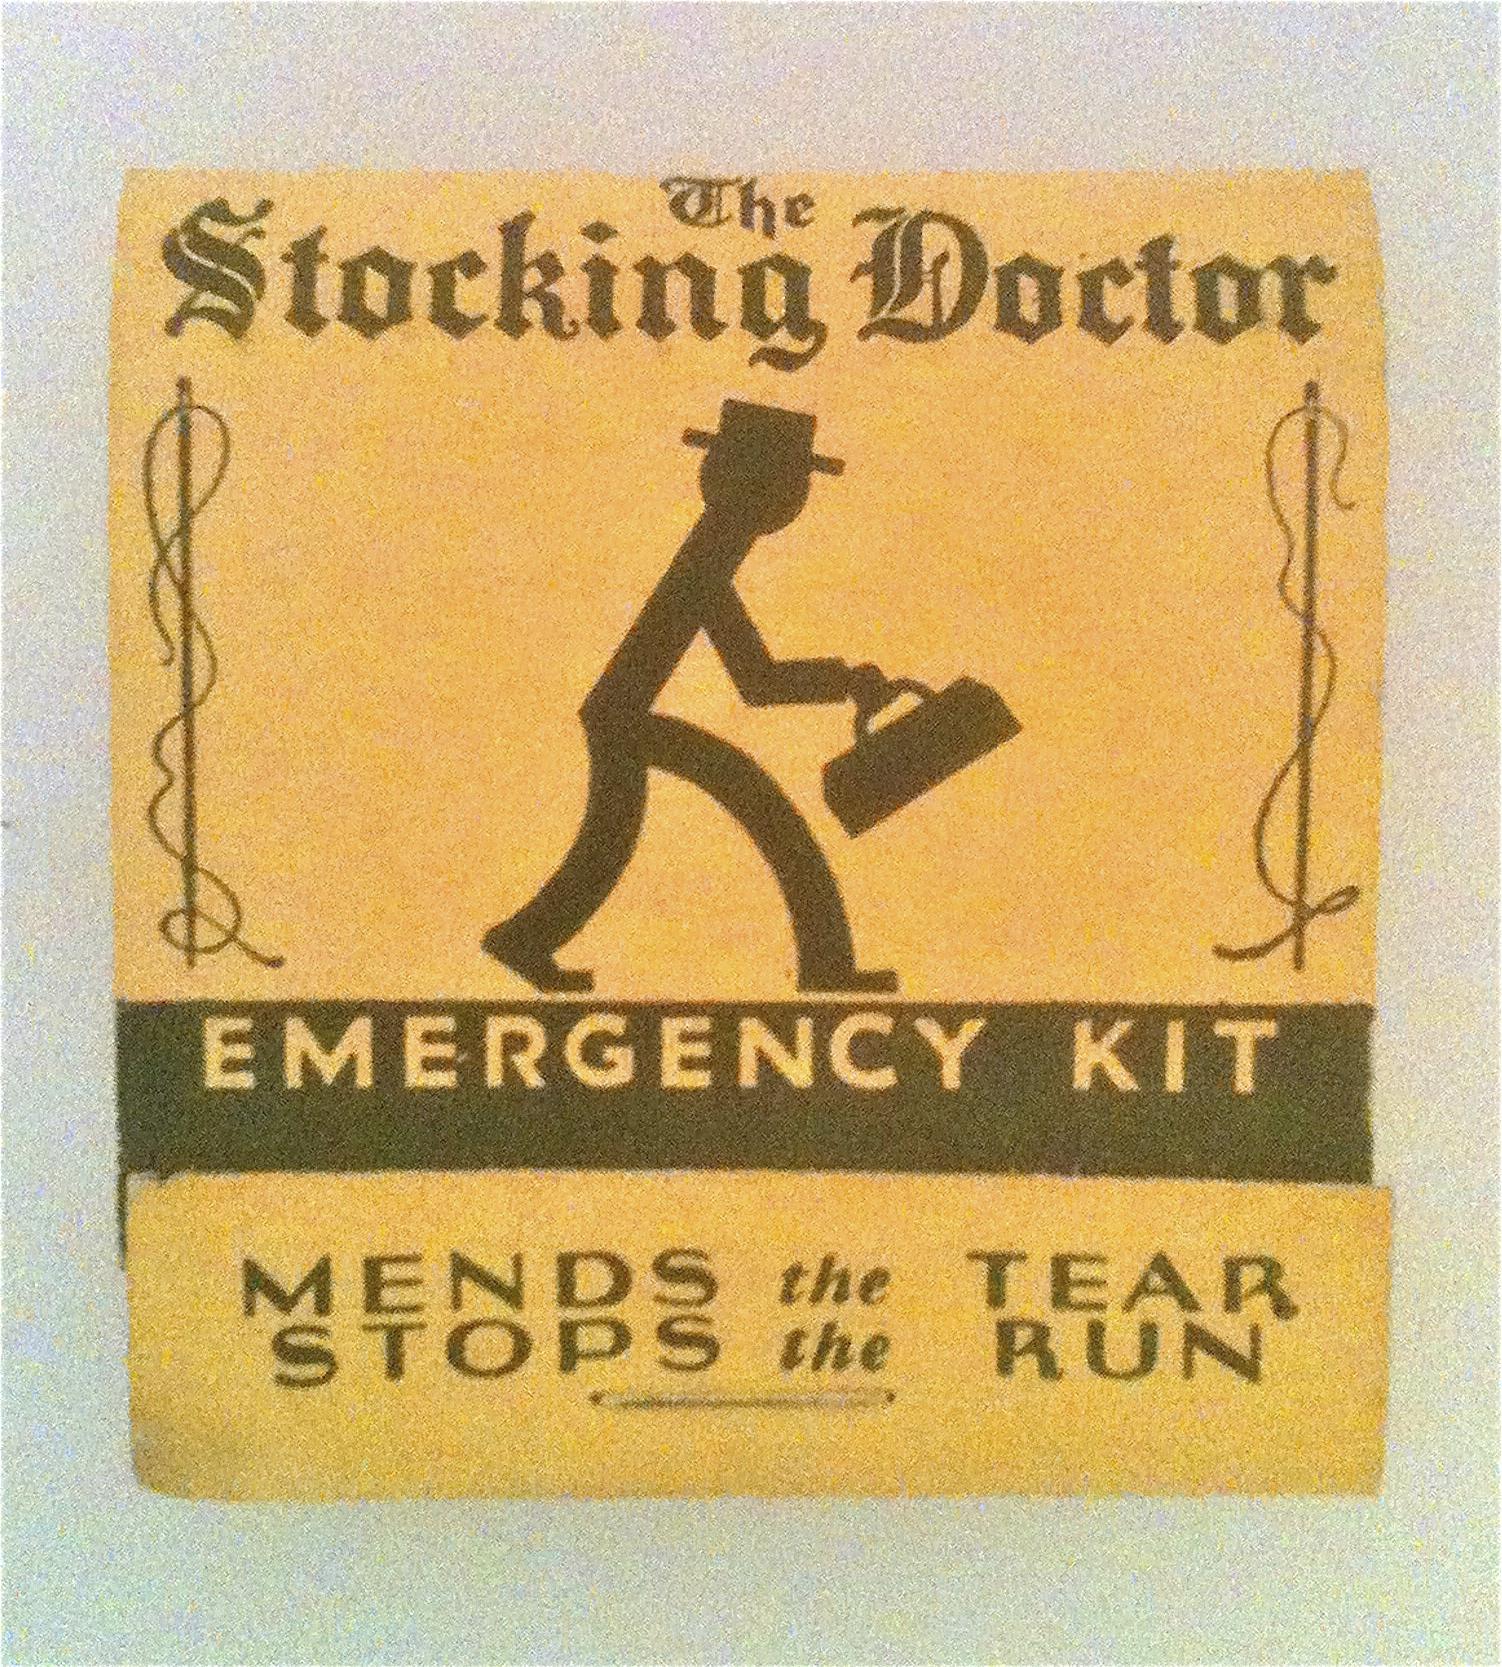 The
Stocking Doctor
EMERGENCY KIT
MENDS the TEAR
STOPS the RUN